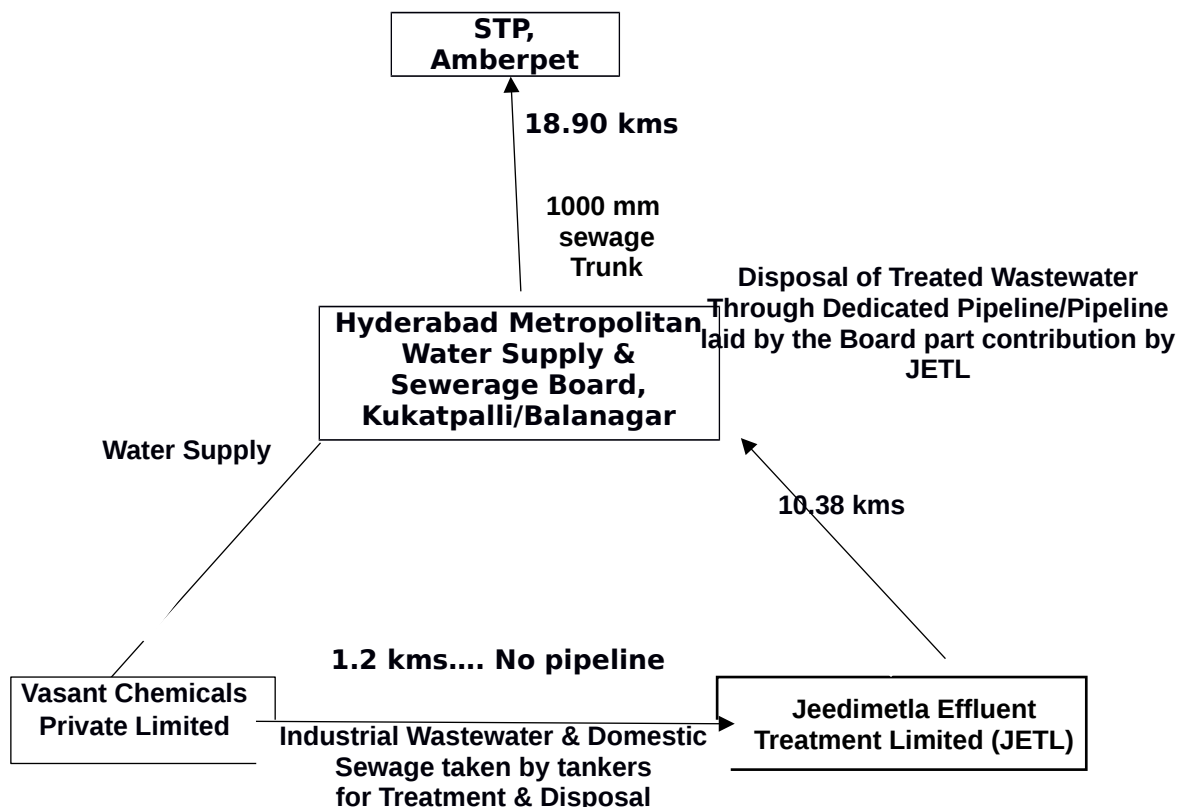 STP,
Amberpet
18.90 kms
1000 mm
sewage
Trunk
Disposal of Treated Wastewater
Through Dedicated Pipeline/Pipeline
laid by the Board part contribution by
JETL
Hyderabad Metropolitan
Water Supply &
Sewerage Board,
Kukatpalli/Balanagar
Water Supply
10.38 kms
1.2 kms.... No pipeline
Vasant Chemicals
Private Limited
Industrial Wastewater & Domestic
Sewage taken by tankers
for Treatment & Disposal
Jeedimetla Effluent
Treatment Limited (JETL)